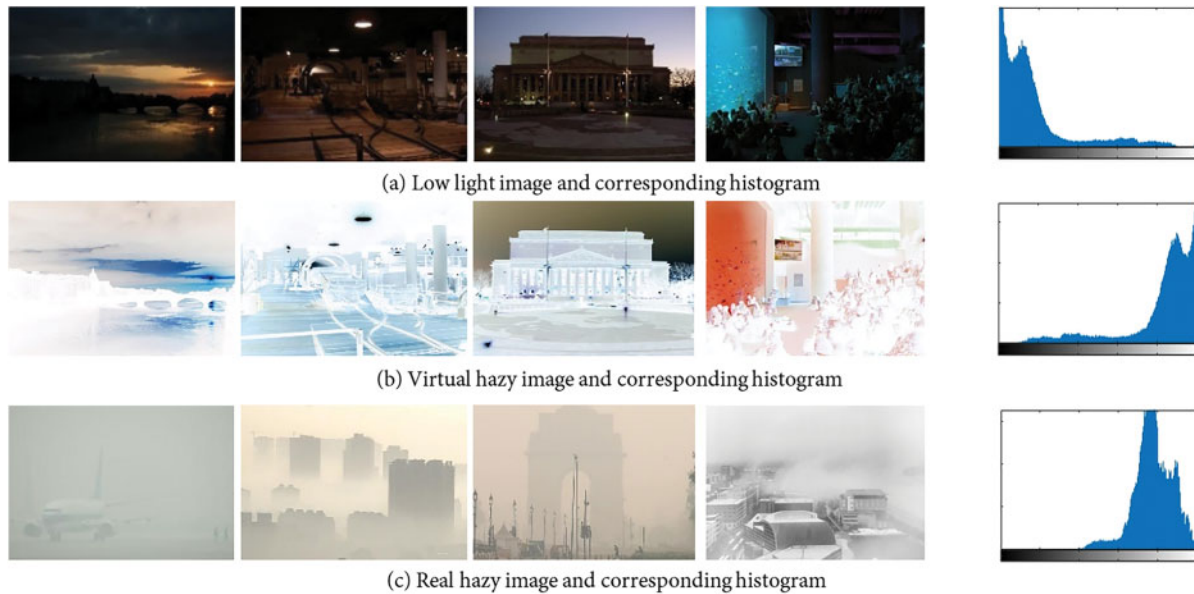 (a) Low light image and corresponding histogram
(b) Virtual hazy image and corresponding histogram
(c) Real hazy image and corresponding histogram